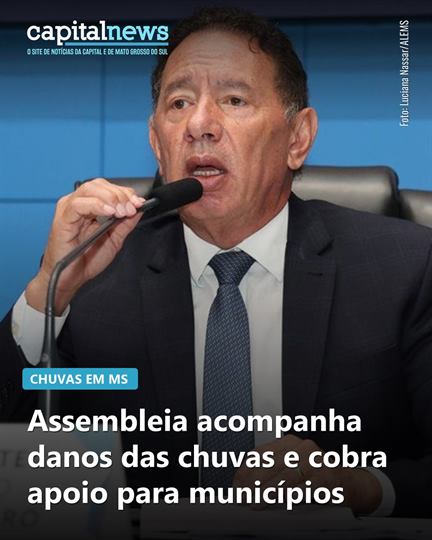 capitalnews
O SITE DE NOTÍCIAS DA CAPITAL E DE MATO GROSSO DO SUL
Foto: Luciana Nassar/ALEMS
CHUVAS EM MS
Assembleia acompanha
danos das chuvas e cobra
apoio para municípios